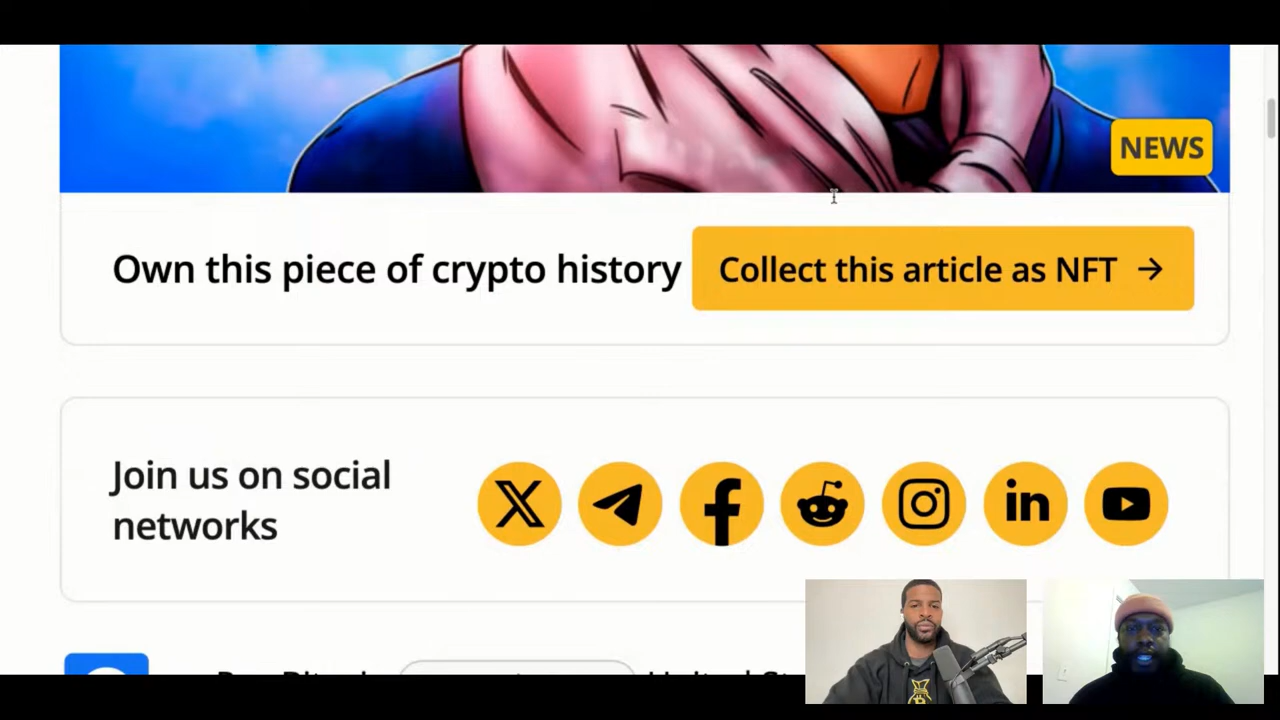 NEWS
Own this piece of crypto history
Collect this article as NFT →
Join us on social
networks